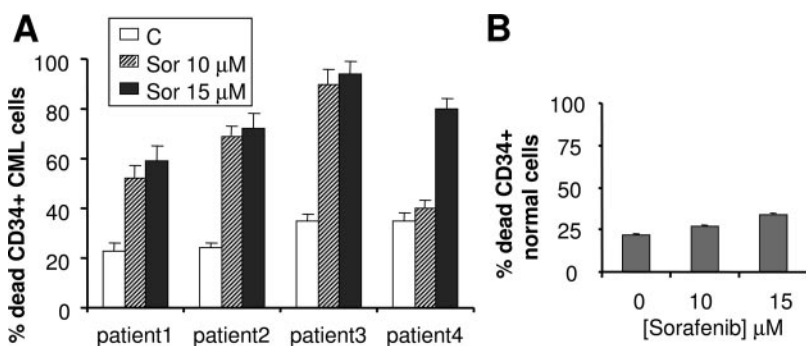 A
C
Sor 10 μM
Sor 15 μM
% dead CD34+ CML cells
100
80
60
40
20
0
patient1 patient2 patient3 patient4
B
% dead CD34+
normal cells
100
75
50
25
0
0 10 15
[Sorafenib] μM